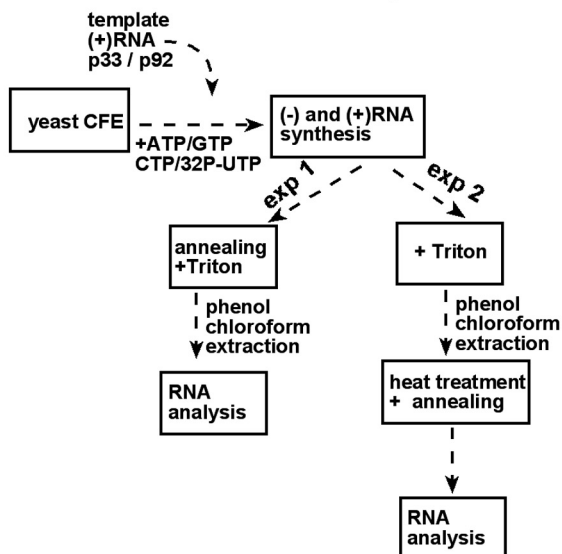 template
(+)RNA
p33 / p92
yeast CFE
+ATP/GTP
CTP/32P-UTP
(-) and (+)RNA
synthesis
exp 1
exp 2
annealing
+Triton
+ Triton
phenol
chloroform
extraction
phenol
chloroform
extraction
RNA
analysis
heat treatment
+ annealing
RNA
analysis